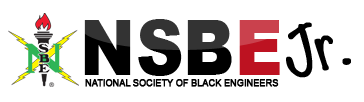 NSBE ®
NSBE Jr.
NATIONAL SOCIETY OF BLACK ENGINEERS